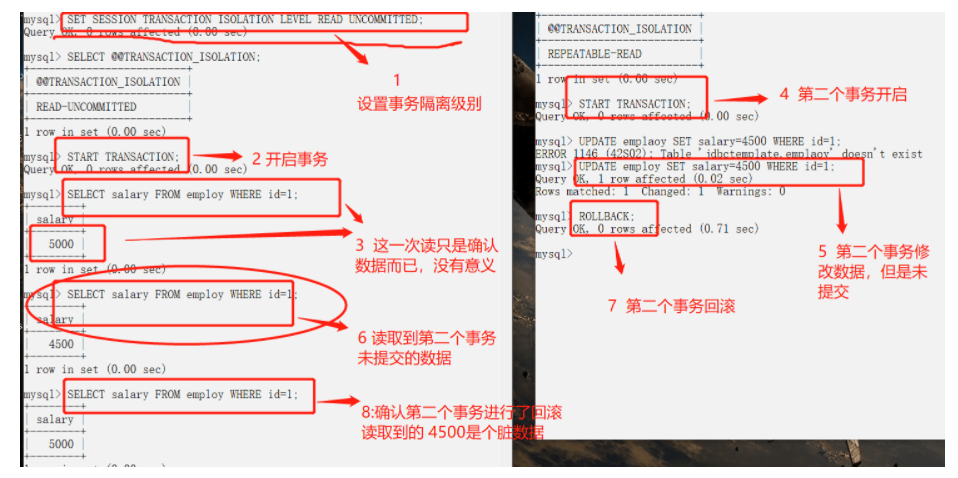 mysql> SET SESSION TRANSACTION ISOLATION LEVEL READ UNCOMMITTED;
Query OK, 0 rows affected (0.00 sec)
mysql> SELECT @@TRANSACTION_ISOLATION;
@@TRANSACTION_ISOLATION
READ-UNCOMMITTED
1 row in set (0.00 sec)
mysql> START TRANSACTION;
Query OK, 0 rows affected (0.00 sec)
mysql> SELECT salary FROM employ WHERE id=1;
salary
5000
1 row in set (0.00 sec)
mysql> SELECT salary FROM employ WHERE id=1;
salary
4500
1 row in set (0.00 sec)
mysql> SELECT salary FROM employ WHERE id=1;
salary
5000
1 row in set (0.00 sec)
1
设置事务隔离级别
2 开启事务
3 这一次读只是确认
数据而已，没有意义
6 读取到第二个事务
未提交的数据
8:确认第二个事务进行了回滚
读取到的 4500是个脏数据
@@TRANSACTION_ISOLATION
REPEATABLE-READ
1 row in set (0.00 sec)
mysql> START TRANSACTION;
Query OK, 0 rows affected (0.00 sec)
mysql> UPDATE emplaoy SET salary=4500 WHERE id=1;
ERROR 1146 (42S02): Table 'jdbctemplate.emplaoy' doesn't exist
mysql> UPDATE employ SET salary=4500 WHERE id=1;
Query OK, 1 row affected (0.02 sec)
Rows matched: 1 Changed: 1 Warnings: 0
mysql> ROLLBACK;
Query OK, 0 rows affected (0.71 sec)
mysql>
4 第二个事务开启
5 第二个事务修
改数据，但是未
提交
7 第二个事务回滚